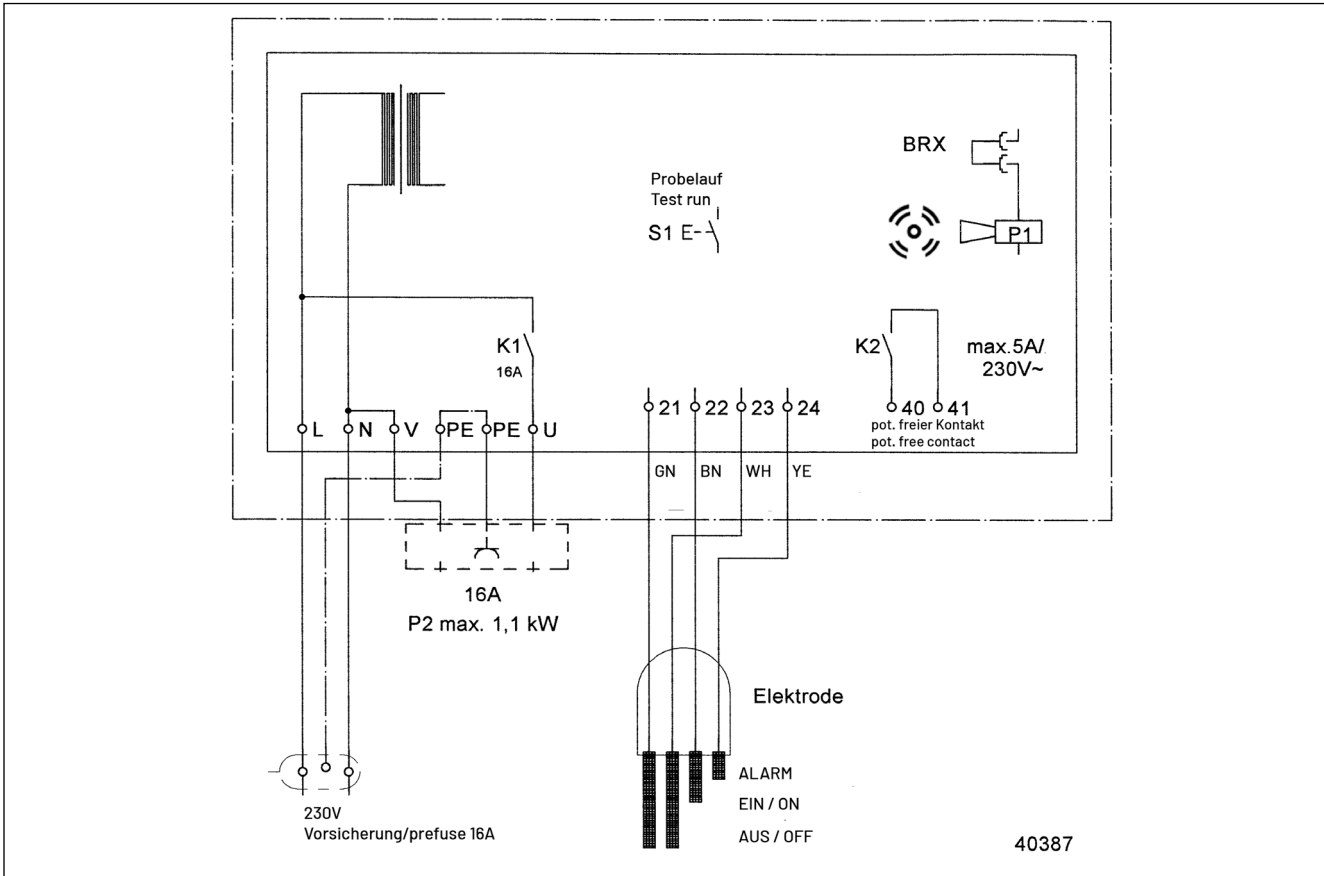 BRX
Probelauf
Test run
S1 E
P1
K1
16A
K2
max.5A/
230V~
L N V PE PE U
21 22 23 24
40 41
pot. freier Kontakt
pot. free contact
GN BN WH YE
16A
P2 max. 1,1 kW
Elektrode
ALARM
EIN / ON
AUS / OFF
230V
Vorsicherung/prefuse 16A
40387